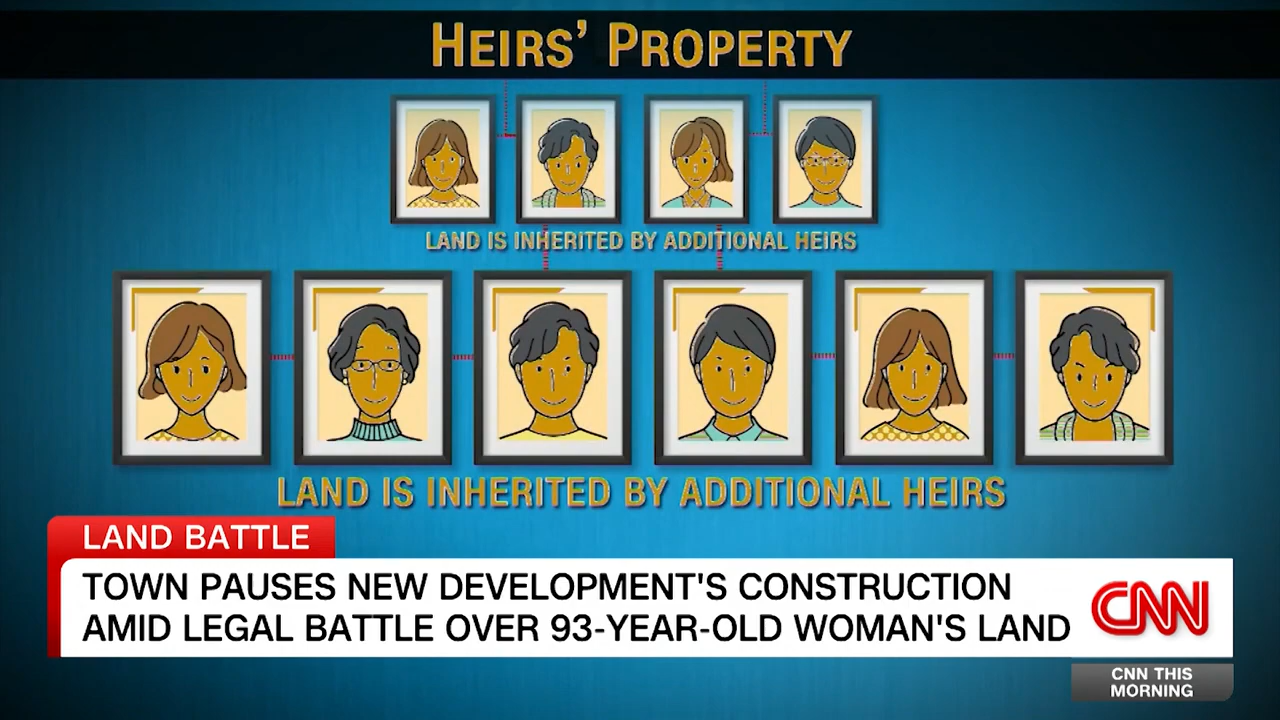 HEIRS' PROPERTY
LAND IS INHERITED BY ADDITIONAL HEIRS
LAND IS INHERITED BY ADDITIONAL HEIRS
LAND BATTLE
TOWN PAUSES NEW DEVELOPMENT'S CONSTRUCTION
AMID LEGAL BATTLE OVER 93-YEAR-OLD WOMAN'S LAND
CNN
CNN THIS
MORNING